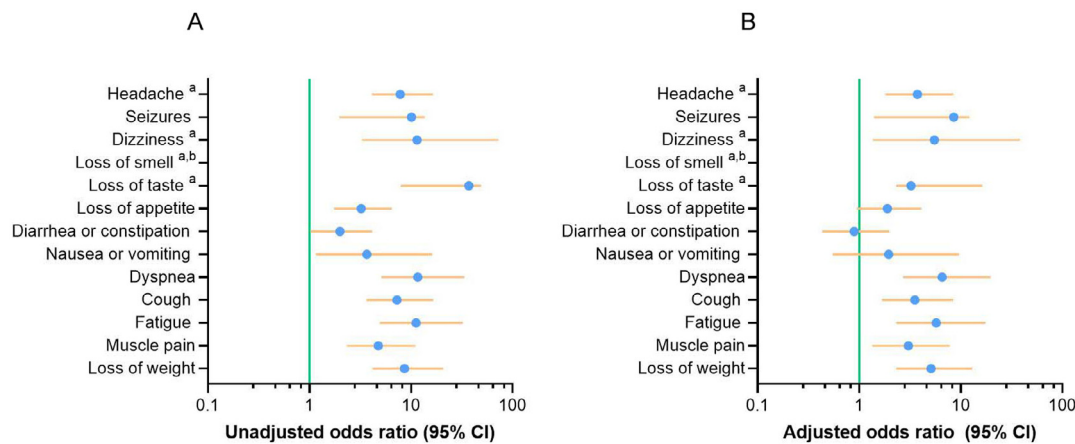 A
Headache a
Seizures
Dizziness a
Loss of smell a,b
Loss of taste a
Loss of appetite
Diarrhea or constipation
Nausea or vomiting
Dyspnea
Cough
Fatigue
Muscle pain
Loss of weight
0.1 1 10 100
Unadjusted odds ratio (95% CI)
B
Headache a
Seizures
Dizziness a
Loss of smell a,b
Loss of taste a
Loss of appetite
Diarrhea or constipation
Nausea or vomiting
Dyspnea
Cough
Fatigue
Muscle pain
Loss of weight
0.1 1 10 100
Adjusted odds ratio (95% CI)